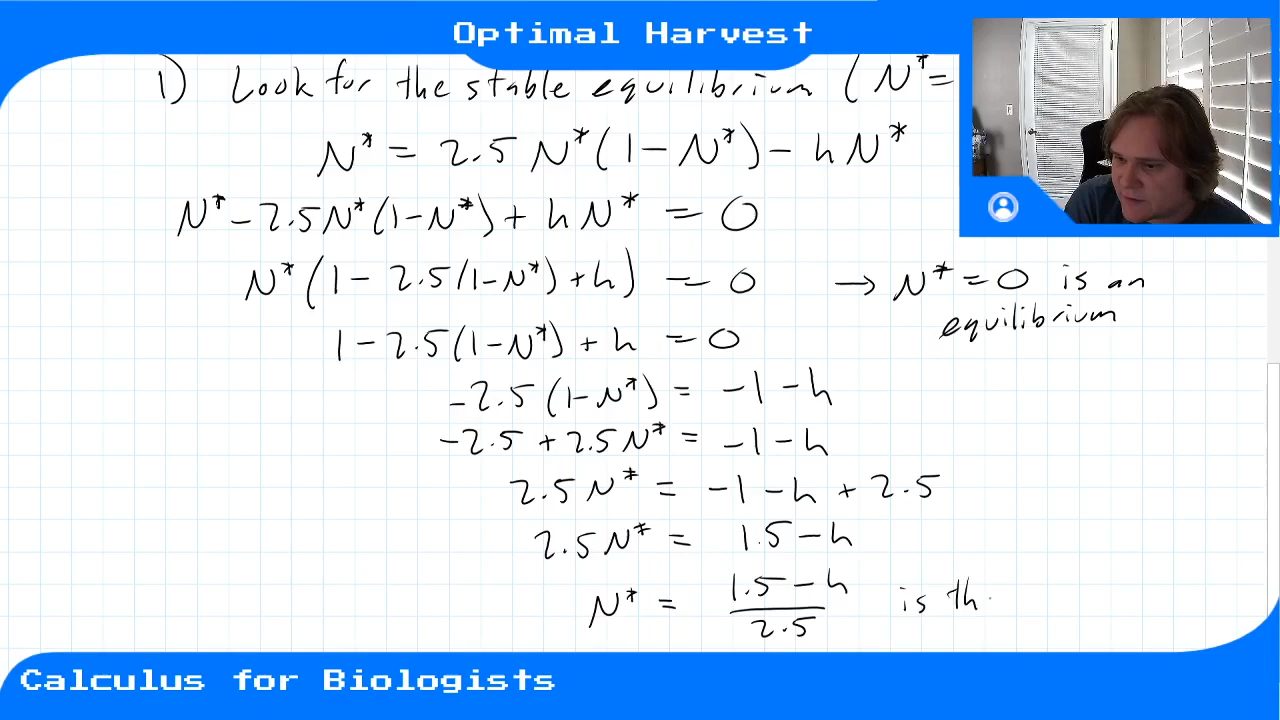 Optimal Harvest
1) Look for the stable equilibrium (N*=
N* = 2.5 N*(1 - N*) - hN*
N* - 2.5N*(1-N*) + hN* = 0
N*(1 - 2.5(1-N*) + h) = 0 → N* = 0 is an
equilibrium
1 - 2.5(1-N*) + h = 0
-2.5(1-N*) = -1 - h
-2.5 + 2.5N* = -1 - h
2.5N* = -1 - h + 2.5
2.5N* = 1.5 - h
N* = (1.5 - h)/2.5 is th
Calculus for Biologists